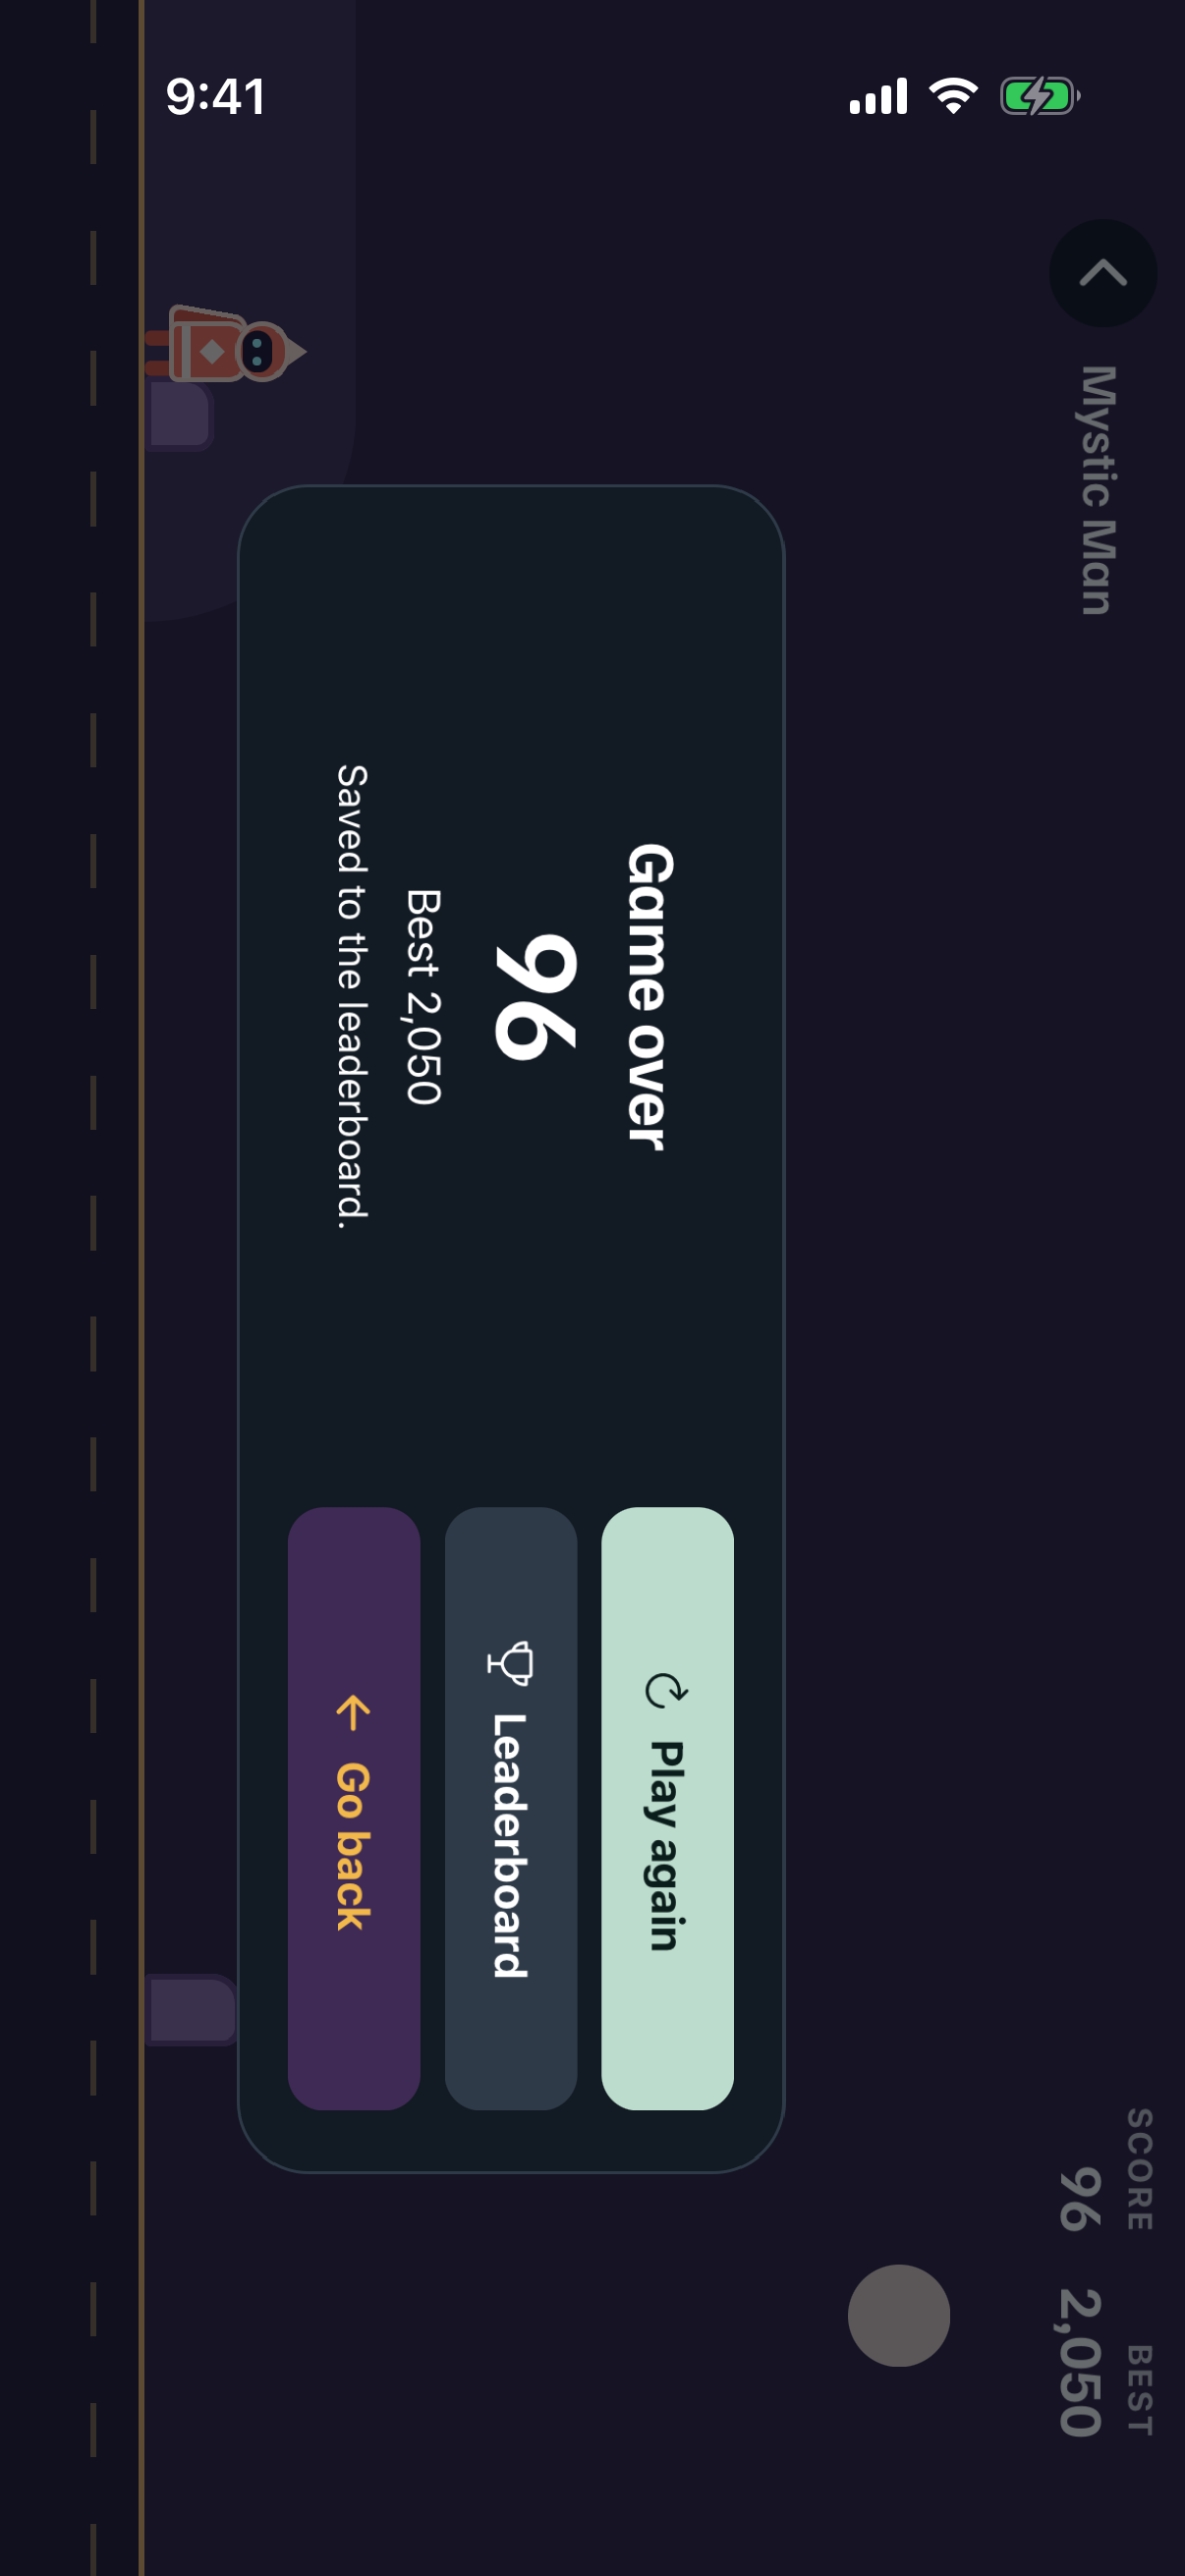 9:41
Mystic Man
SCORE
96
BEST
2,050
Game over
96
Best 2,050
Saved to the leaderboard.
Play again
Leaderboard
Go back